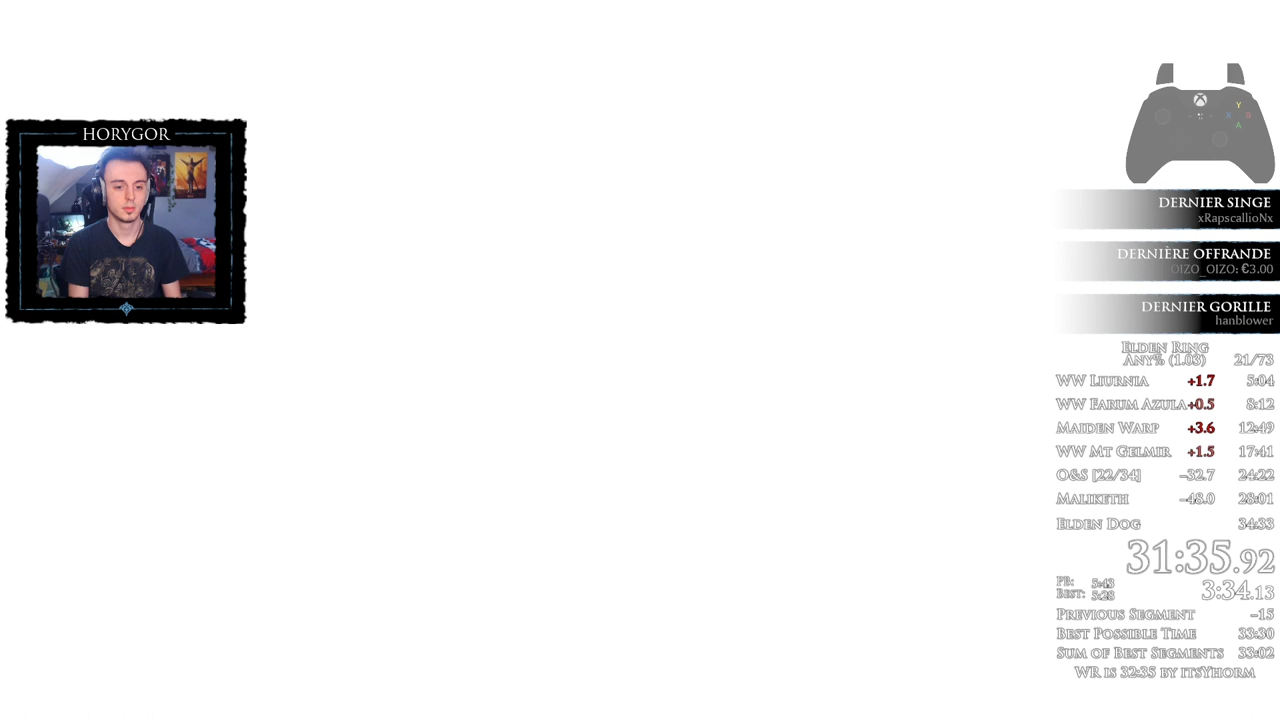 HORYGOR
Y
X B
A
DERNIER SINGE
xRapscallioNx
DERNIÈRE OFFRANDE
OIZO_OIZO: €3.00
DERNIER GORILLE
hanblower
ELDEN RING
ANY% (1.03) 21/73
WW LIURNIA +1.7 5:04
WW FARUM AZULA +0.5 8:12
MAIDEN WARP +3.6 12:49
WW MT GELMIR +1.5 17:41
O&S [22/34] −32.7 24:22
MALIKETH −48.0 28:01
ELDEN DOG 34:33
31:35.92
PB: 5:43
BEST: 5:28
3:34.13
PREVIOUS SEGMENT −15
BEST POSSIBLE TIME 33:30
SUM OF BEST SEGMENTS 33:02
WR IS 32:35 BY ITSYHORM